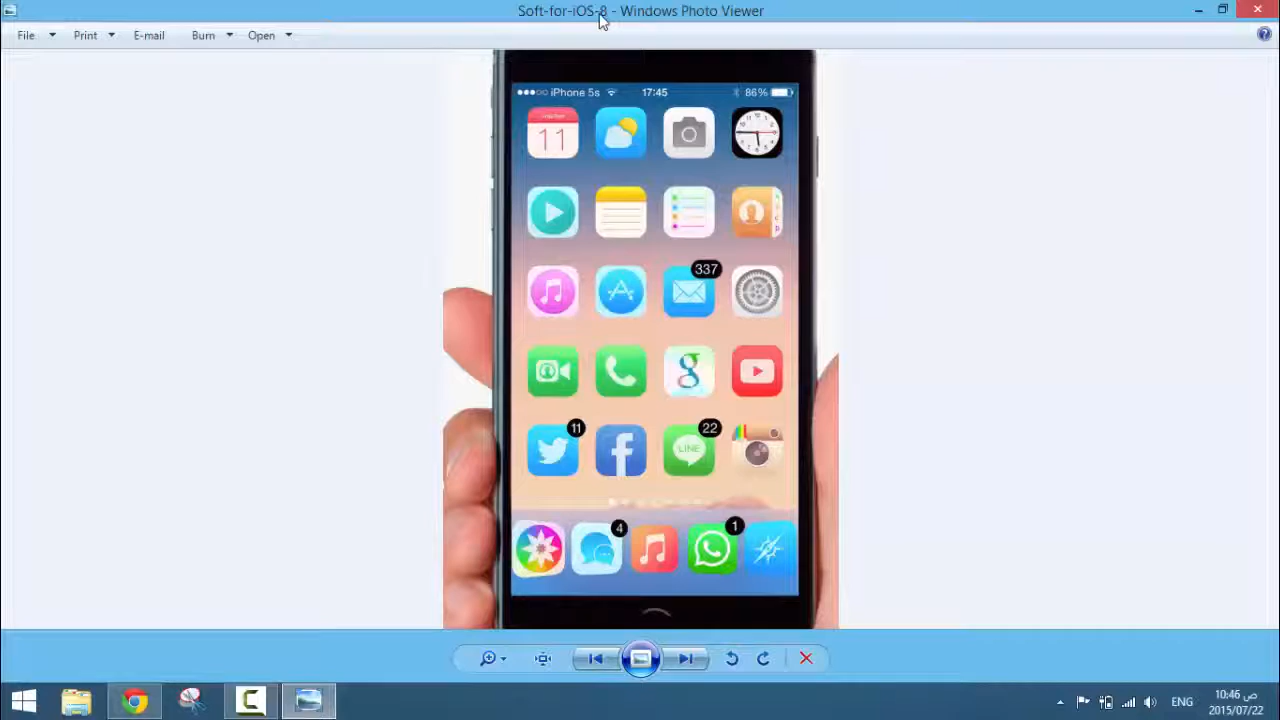 Soft-for-iOS-8 - Windows Photo Viewer
File Print E-mail Burn Open
iPhone 5s 17:45 86%
11
337
g
11 22
LINE
4 1
ENG ص 10:46
2015/07/22